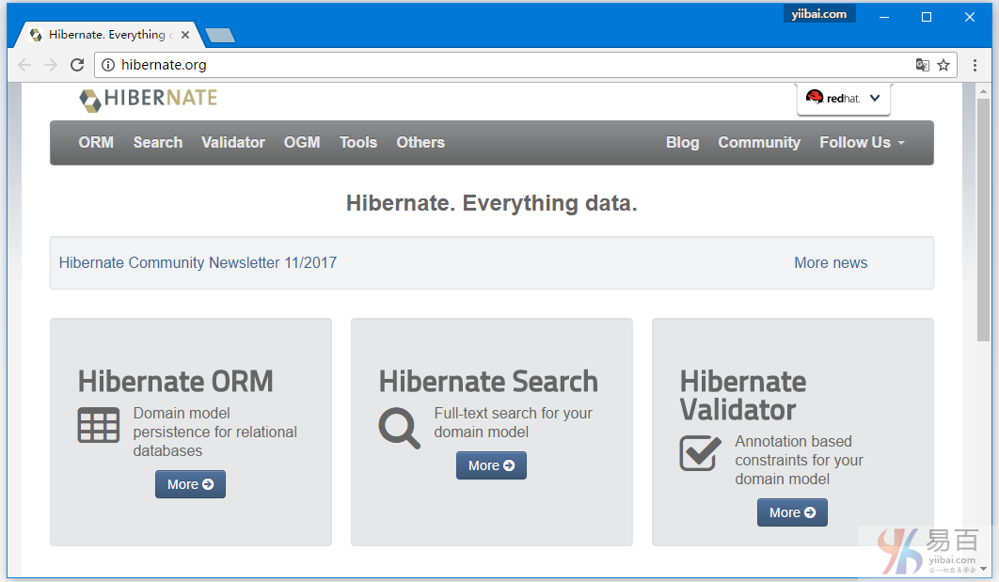 yiibai.com
Hibernate. Everything
hibernate.org
HIBERNATE
redhat.
ORM Search Validator OGM Tools Others Blog Community Follow Us
Hibernate. Everything data.
Hibernate Community Newsletter 11/2017 More news
Hibernate ORM
Domain model
persistence for relational
databases
More
Hibernate Search
Full-text search for your
domain model
More
Hibernate
Validator
Annotation based
constraints for your
domain model
More
易百
yiibai.com